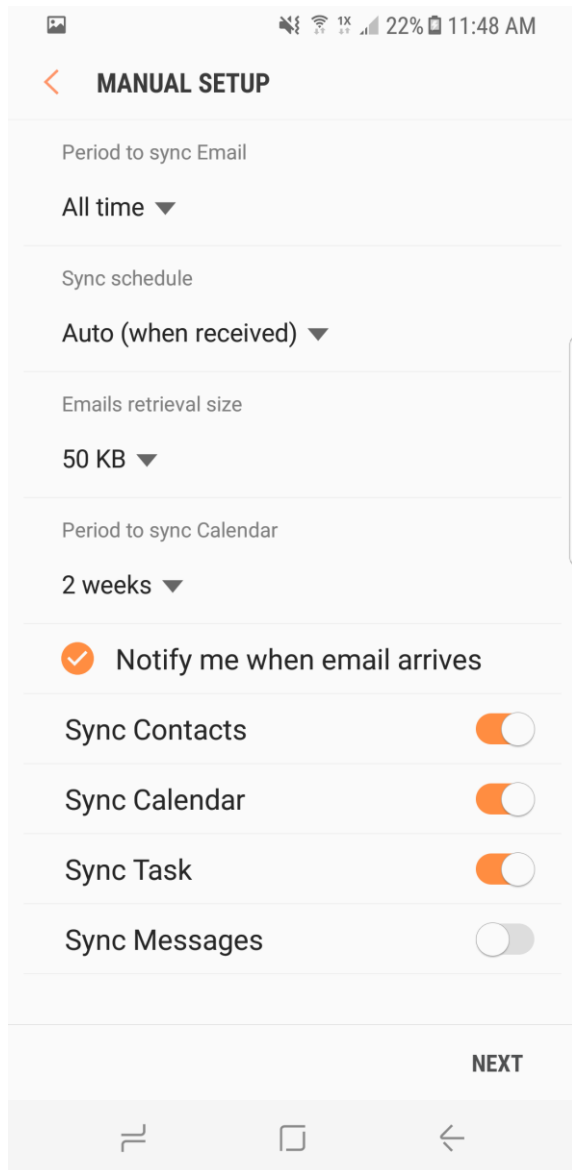 1X 22% 11:48 AM
MANUAL SETUP
Period to sync Email
All time
Sync schedule
Auto (when received)
Emails retrieval size
50 KB
Period to sync Calendar
2 weeks
Notify me when email arrives
Sync Contacts
Sync Calendar
Sync Task
Sync Messages
NEXT